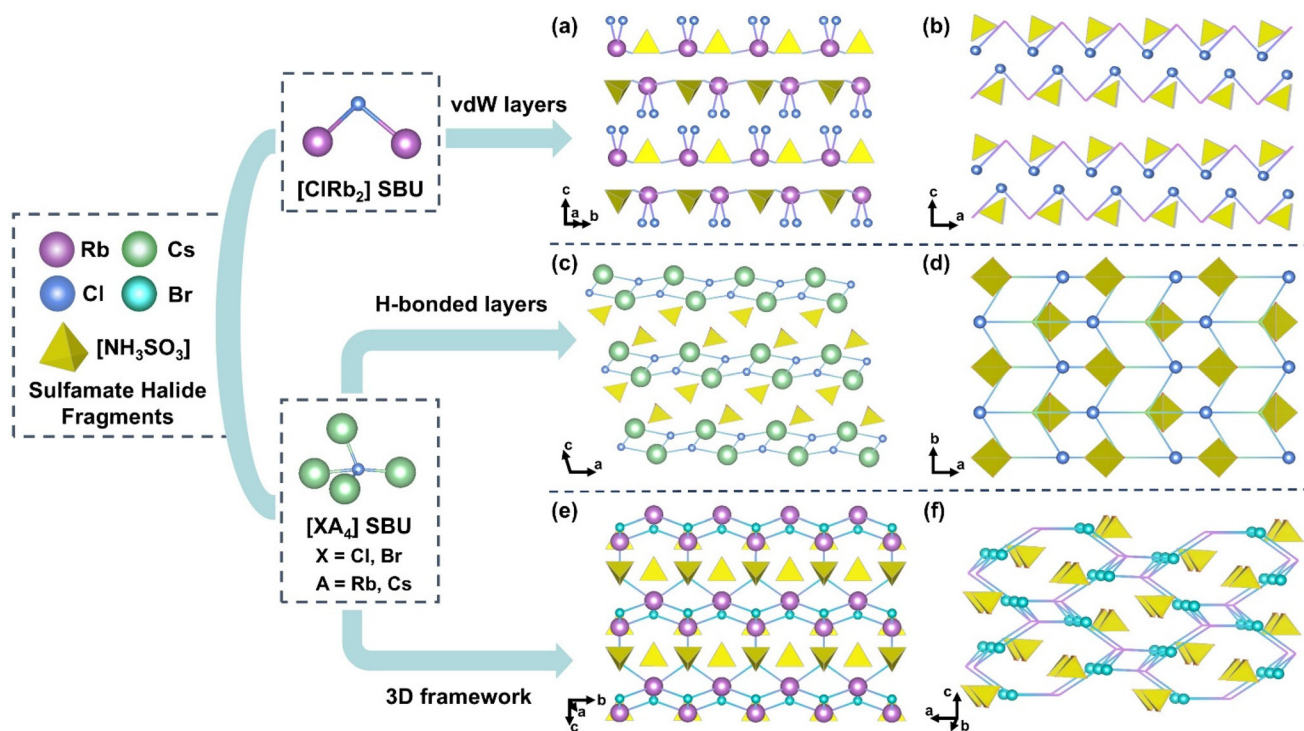 Rb
Cs
Cl
Br
[NH₃SO₃]
Sulfamate Halide
Fragments
[ClRb₂] SBU
[XA₄] SBU
X = Cl, Br
A = Rb, Cs
vdW layers
H-bonded layers
3D framework
(a)
c
a
b
(b)
c
a
(c)
c
a
(d)
b
a
(e)
b
a
c
(f)
c
a
b